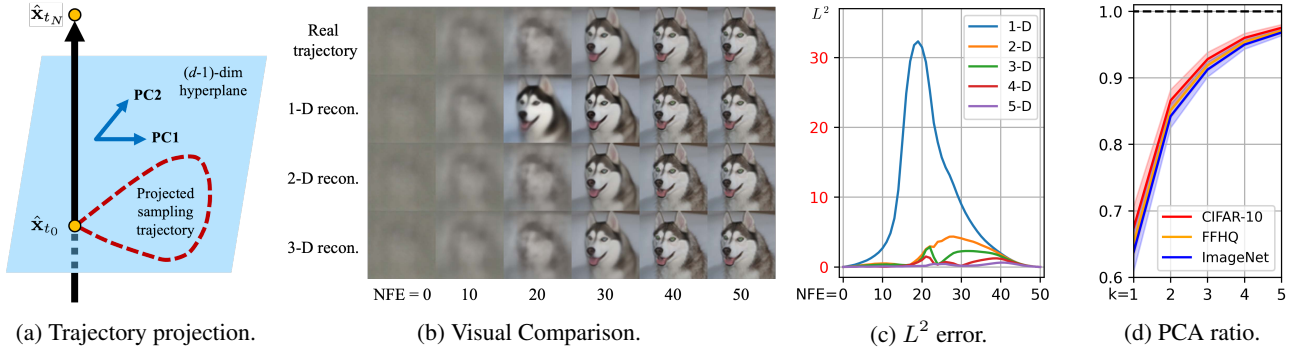 x̂_{t_N}
(d-1)-dim
hyperplane
PC2
PC1
Projected
sampling
trajectory
x̂_{t_0}
(a) Trajectory projection.
Real
trajectory
1-D recon.
2-D recon.
3-D recon.
NFE = 0 10 20 30 40 50
(b) Visual Comparison.
L²
30
20
10
0
NFE=0 10 20 30 40 50
1-D
2-D
3-D
4-D
5-D
(c) L² error.
1.0
0.9
0.8
0.7
0.6
k=1 2 3 4 5
CIFAR-10
FFHQ
ImageNet
(d) PCA ratio.